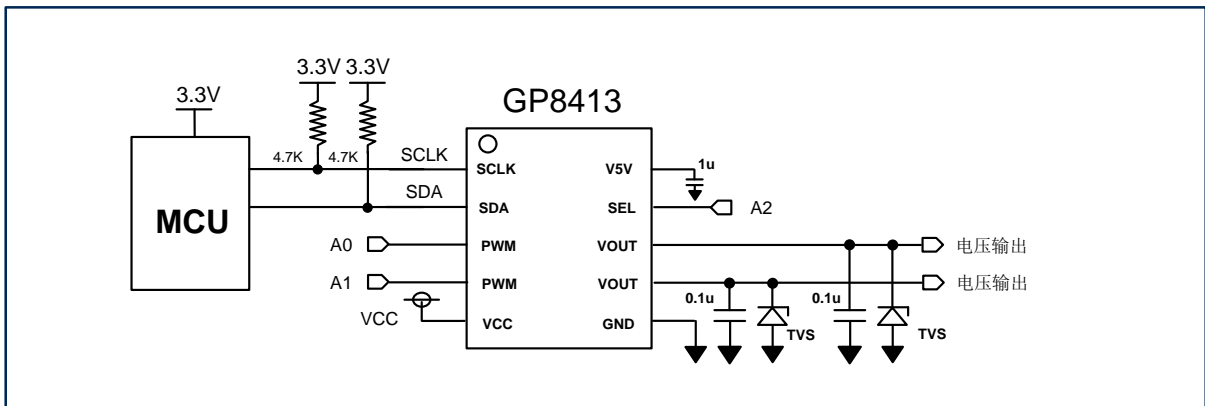 3.3V 3.3V
3.3V
GP8413
4.7K 4.7K SCLK
SCLK V5V 1u
SDA
MCU
SDA SEL A2
A0 PWM VOUT 电压输出
A1 PWM VOUT 电压输出
0.1u 0.1u
VCC VCC GND
TVS TVS